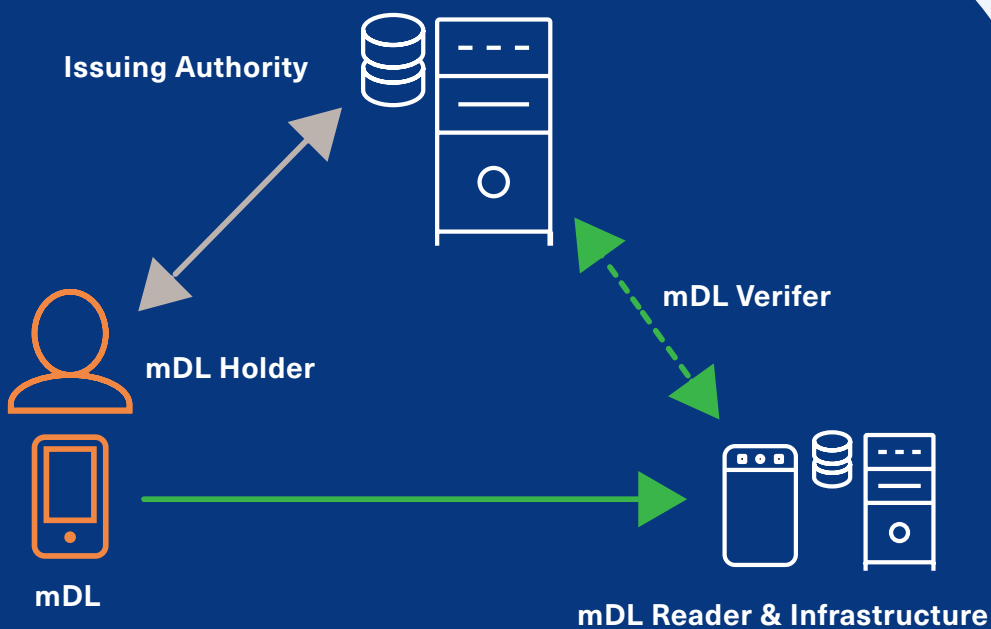 Issuing Authority
mDL Verifer
mDL Holder
mDL
mDL Reader & Infrastructure